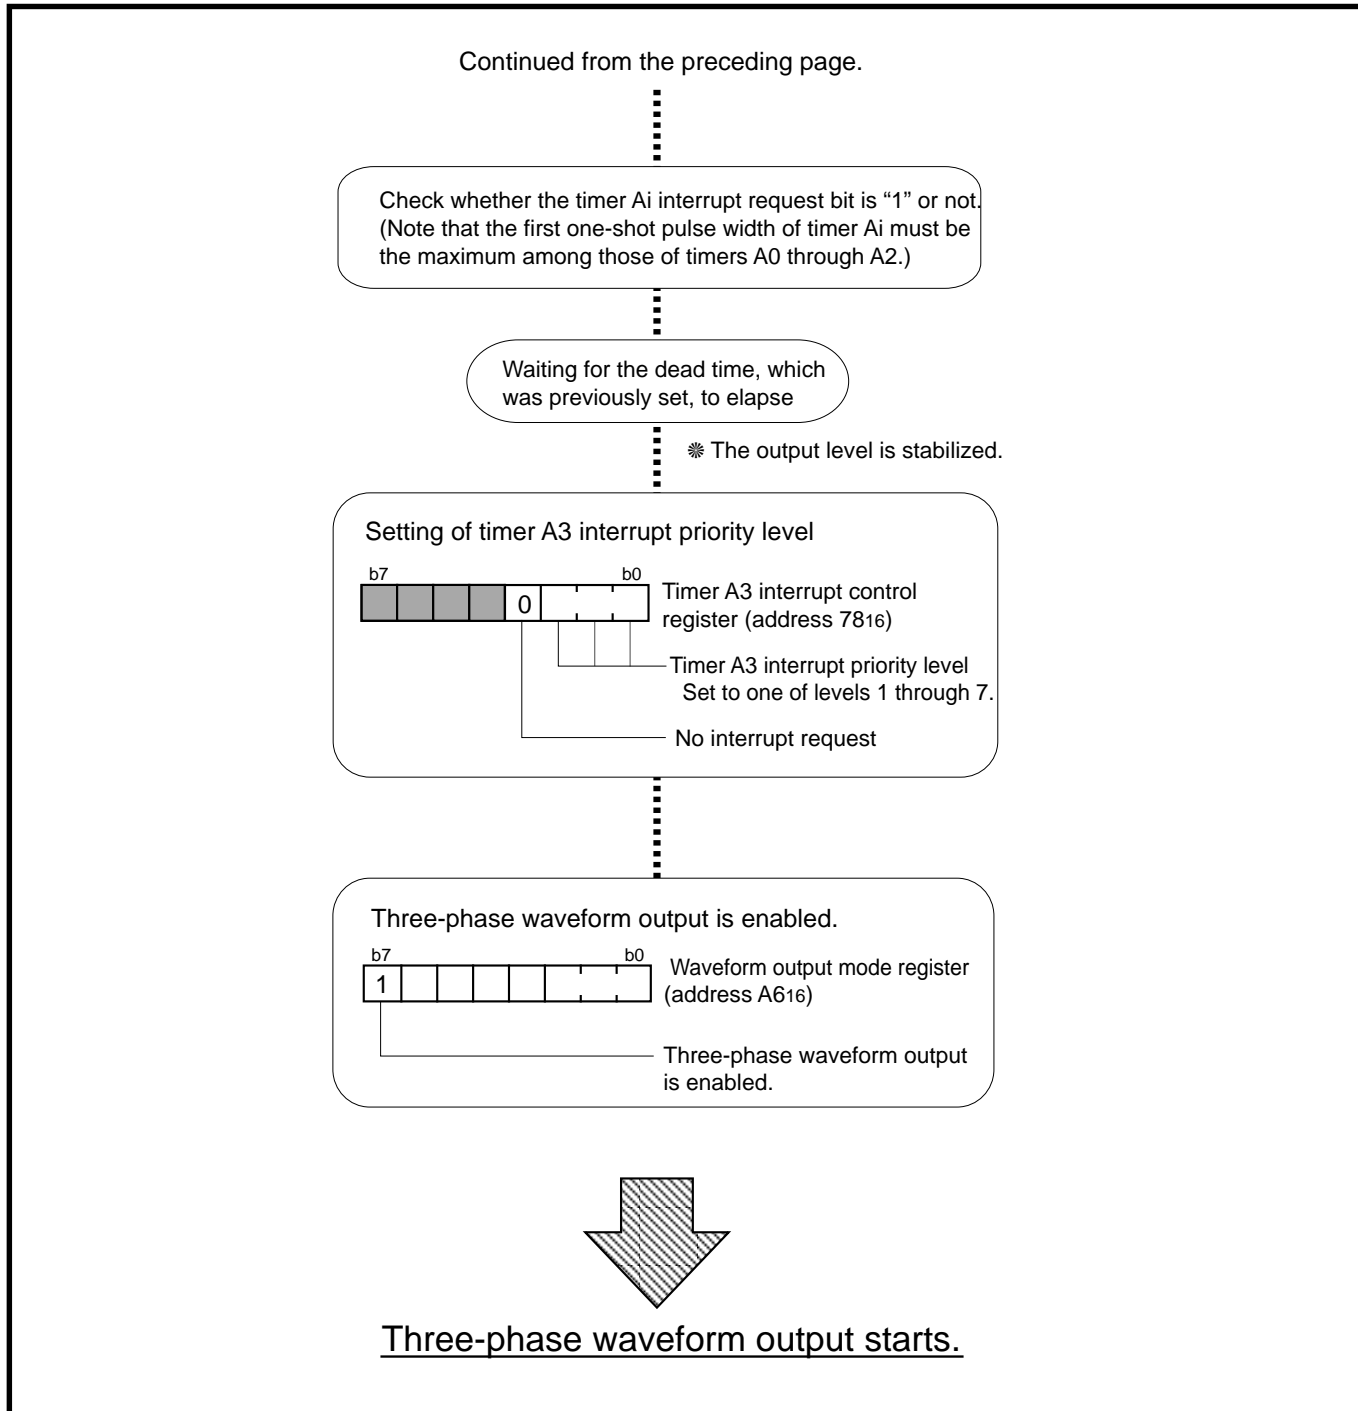 Continued from the preceding page.
Check whether the timer Ai interrupt request bit is “1” or not.
(Note that the first one-shot pulse width of timer Ai must be
the maximum among those of timers A0 through A2.)
Waiting for the dead time, which
was previously set, to elapse
❋ The output level is stabilized.
Setting of timer A3 interrupt priority level
b7 b0
0
Timer A3 interrupt control
register (address 7816)
Timer A3 interrupt priority level
Set to one of levels 1 through 7.
No interrupt request
Three-phase waveform output is enabled.
b7 b0
1
Waveform output mode register
(address A616)
Three-phase waveform output
is enabled.
Three-phase waveform output starts.